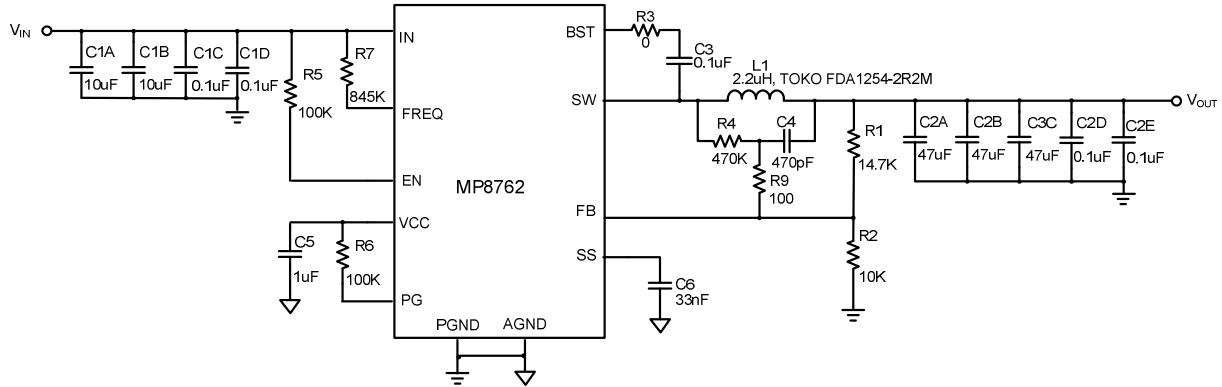 VIN
C1A
10uF
C1B
10uF
C1C
0.1uF
C1D
0.1uF
R5
100K
R7
845K
IN
FREQ
EN
VCC
PG
PGND
AGND
MP8762
BST
SW
FB
SS
C5
1uF
R6
100K
R3
0
C3
0.1uF
L1
2.2uH, TOKO FDA1254-2R2M
R4
470K
C4
470pF
R9
100
R1
14.7K
R2
10K
C6
33nF
C2A
47uF
C2B
47uF
C3C
47uF
C2D
0.1uF
C2E
0.1uF
VOUT